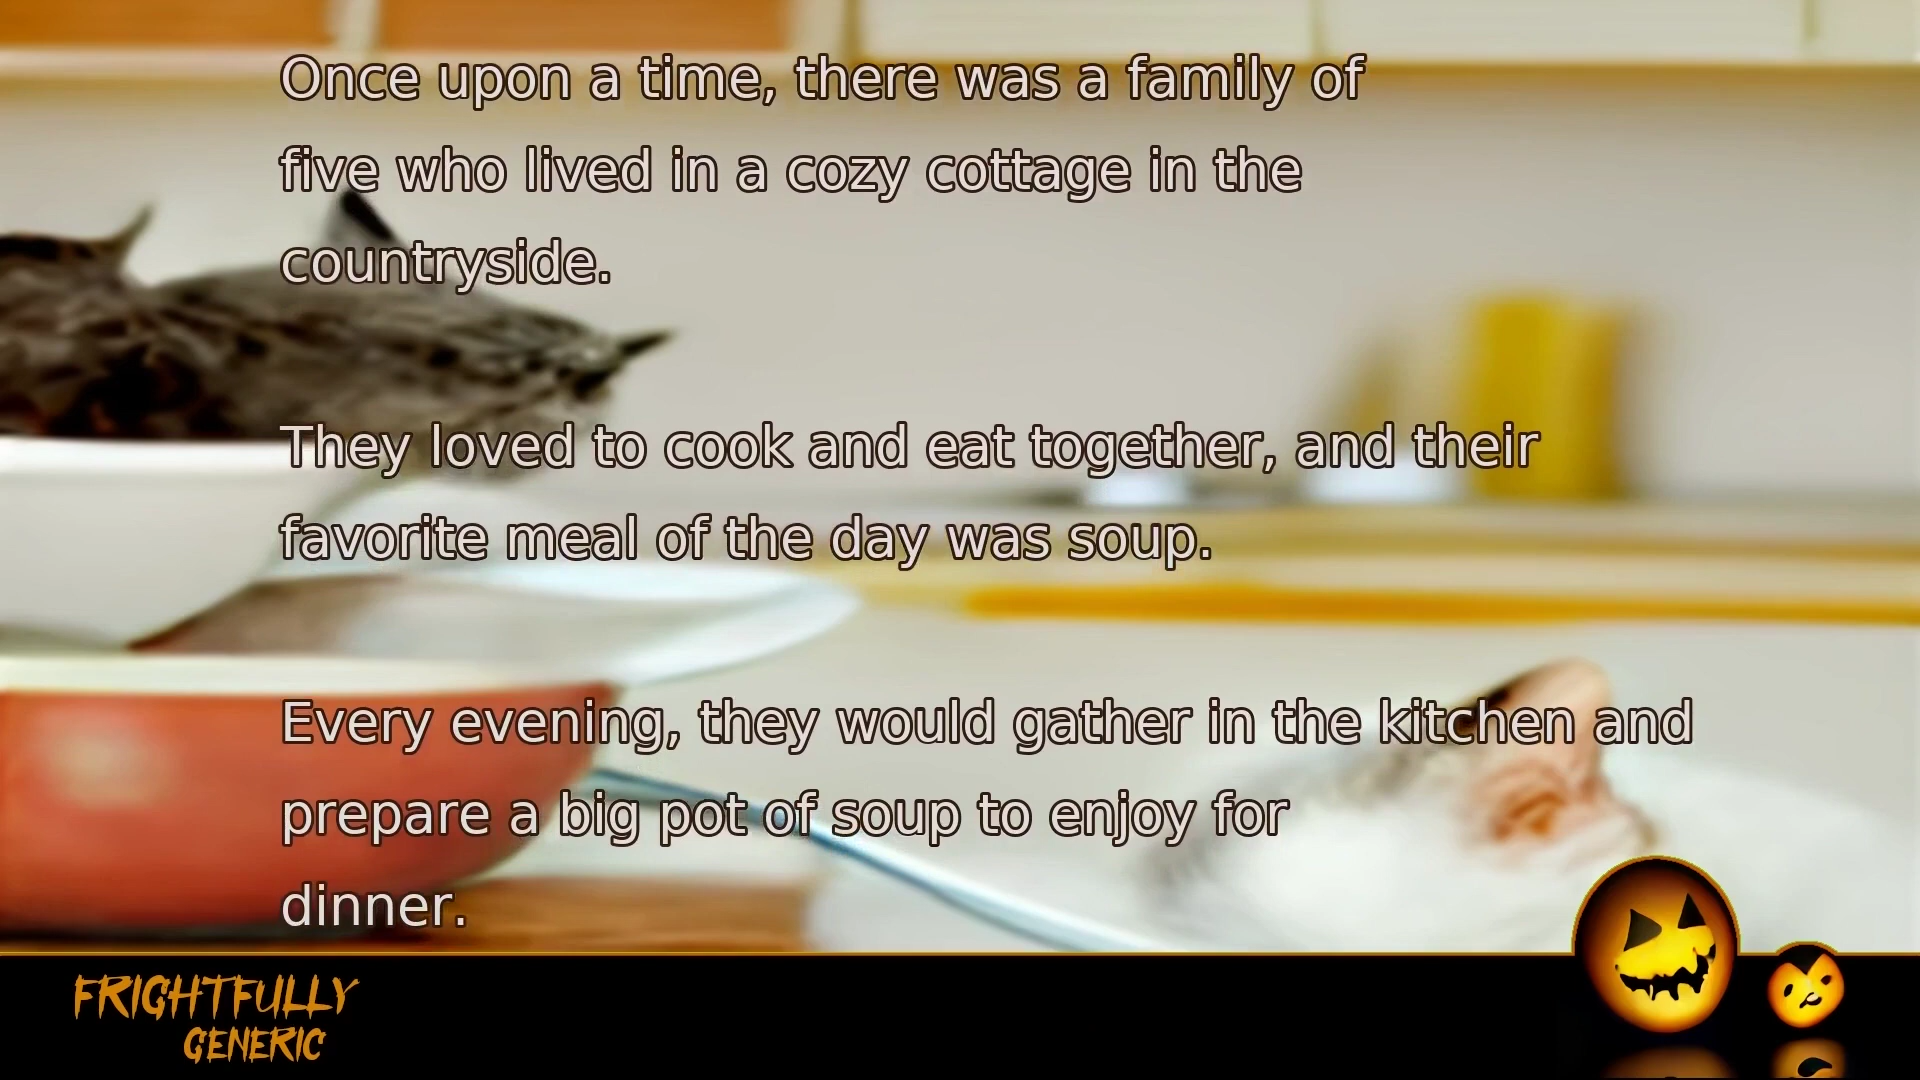 Once upon a time, there was a family of
five who lived in a cozy cottage in the
countryside.
They loved to cook and eat together, and their
favorite meal of the day was soup.
Every evening, they would gather in the kitchen and
prepare a big pot of soup to enjoy for
dinner.
FRIGHTFULLY
GENERIC